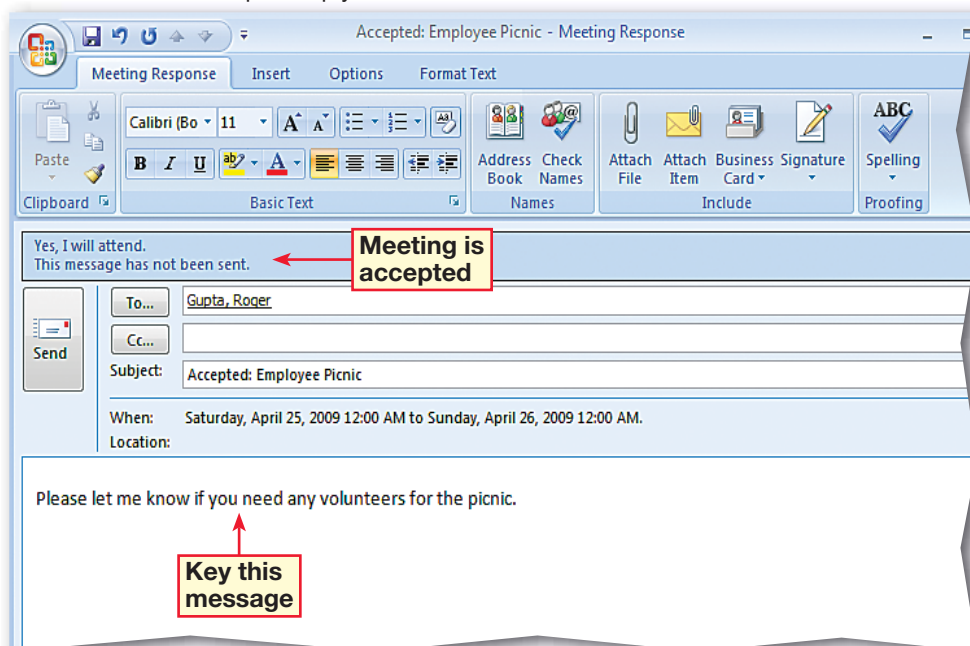 Accepted: Employee Picnic - Meeting Response
Meeting Response Insert Options Format Text
Calibri (Bo 11
Paste
B I U ab A
Address Book
Check Names
Attach File
Attach Item
Business Card
Signature
ABC
Spelling
Clipboard Basic Text Names Include Proofing
Yes, I will attend.
This message has not been sent.
Meeting is
accepted
Send
To... Gupta, Roger
Cc...
Subject: Accepted: Employee Picnic
When: Saturday, April 25, 2009 12:00 AM to Sunday, April 26, 2009 12:00 AM.
Location:
Please let me know if you need any volunteers for the picnic.
Key this
message